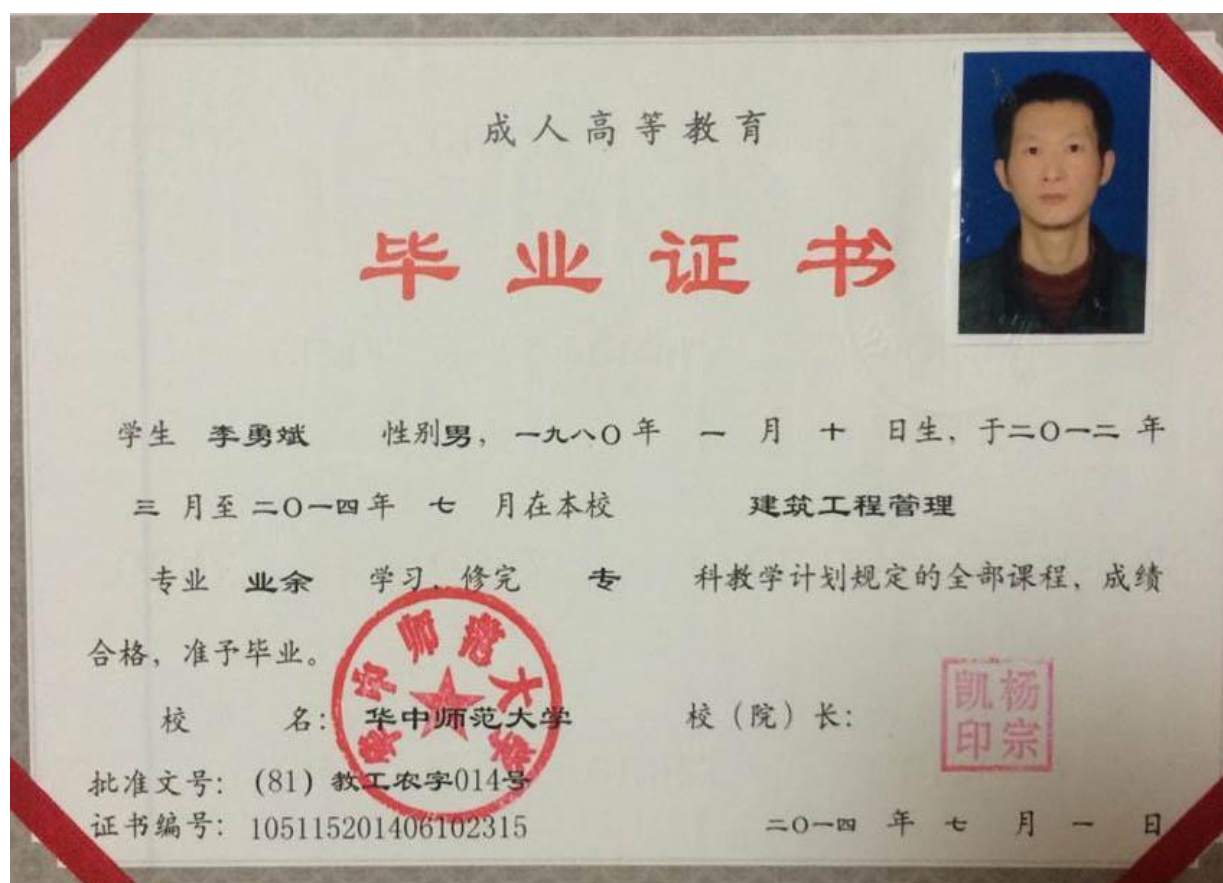 成人高等教育
毕业证书
学生 李勇斌 性别男，一九八〇年 一 月 十 日生，于二〇一二 年
三 月至 二〇一四年 七 月在本校 建筑工程管理
专业 业余 学习，修完 专 科教学计划规定的全部课程，成绩
合格，准予毕业。
华中师范大学
校 名： 华中师范大学 校（院）长：
杨宗凯印
批准文号： (81) 教工农字014号
证书编号： 105115201406102315 二〇一四 年 七 月 一 日